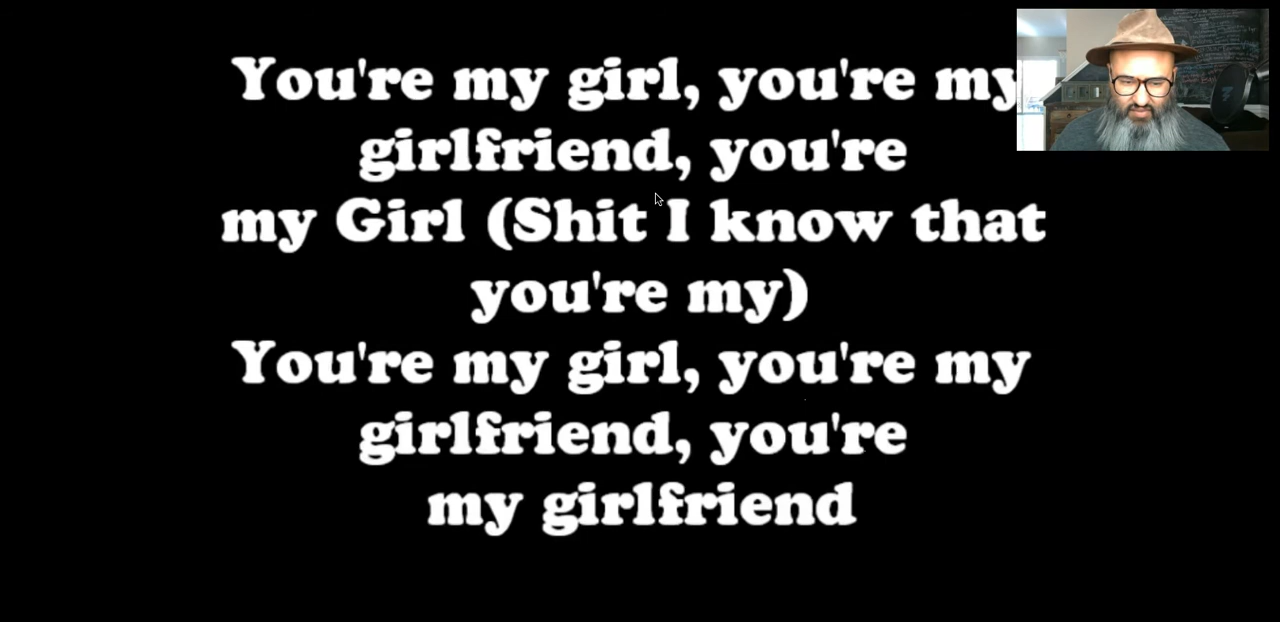 You're my girl, you're my
girlfriend, you're
my Girl (Shit I know that
you're my)
You're my girl, you're my
girlfriend, you're
my girlfriend